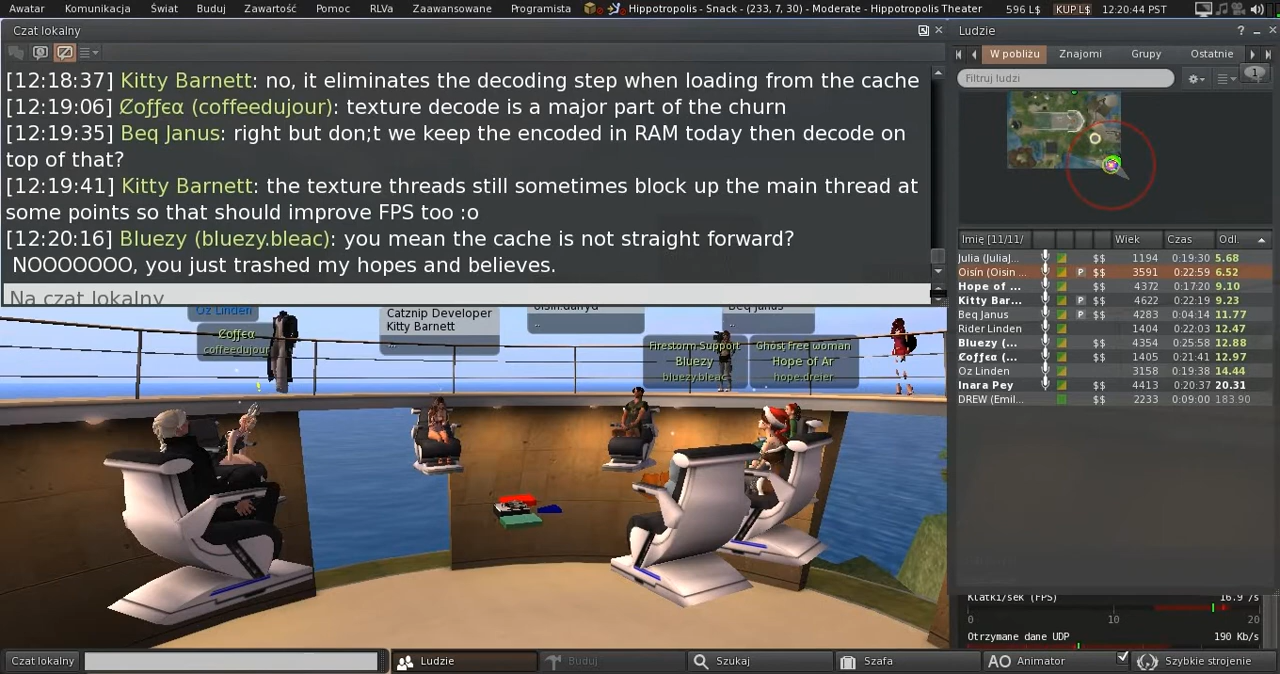 Awatar Komunikacja Świat Buduj Zawartość Pomoc RLVa Zaawansowane Programista Hippotropolis - Snack - (233, 7, 30) - Moderate - Hippotropolis Theater 596 L$ KUP L$ 12:20:44 PST
Czat lokalny
[12:18:37] Kitty Barnett: no, it eliminates the decoding step when loading from the cache
[12:19:06] Ȼσƒƒєα (coffeedujour): texture decode is a major part of the churn
[12:19:35] Beq Janus: right but don;t we keep the encoded in RAM today then decode on
top of that?
[12:19:41] Kitty Barnett: the texture threads still sometimes block up the main thread at
some points so that should improve FPS too :o
[12:20:16] Bluezy (bluezy.bleac): you mean the cache is not straight forward?
NOOOOOOO, you just trashed my hopes and believes.
Na czat lokalny
Oz Linden
Ȼσƒƒєα
coffeedujour
Catznip Developer
Kitty Barnett
...
oisin.dariyd
..
Beq Janus
..
Firestorm Support
Bluezy
bluezy.bleac
Ghost Free woman
Hope of Ar
hope.dreier
Ludzie
? _ ×
W pobliżu Znajomi Grupy Ostatnie
Filtruj ludzi
1
Imię [11/11/ Wiek Czas Odl.
Julia (JuliaJ... $$ 1194 0:19:30 5.68
Oisín (Oisin ... P $$ 3591 0:22:59 6.52
Hope of ... $$ 4372 0:17:20 9.10
Kitty Bar... P $$ 4622 0:22:19 9.23
Beq Janus P $$ 4283 0:04:14 11.77
Rider Linden 1404 0:22:03 12.47
Bluezy (... $$ 4354 0:25:58 12.88
Ȼσƒƒєα (... $$ 1405 0:21:41 12.97
Oz Linden 3158 0:19:38 14.44
Inara Pey $$ 4413 0:20:37 20.31
DREW (Emil... $$ 2233 0:09:00 183.90
Klatki/sek (FPS) 16.9 /s
0 10 20
Otrzymane dane UDP 190 Kb/s
Czat lokalny Ludzie Buduj Szukaj Szafa AO Animator Szybkie strojenie